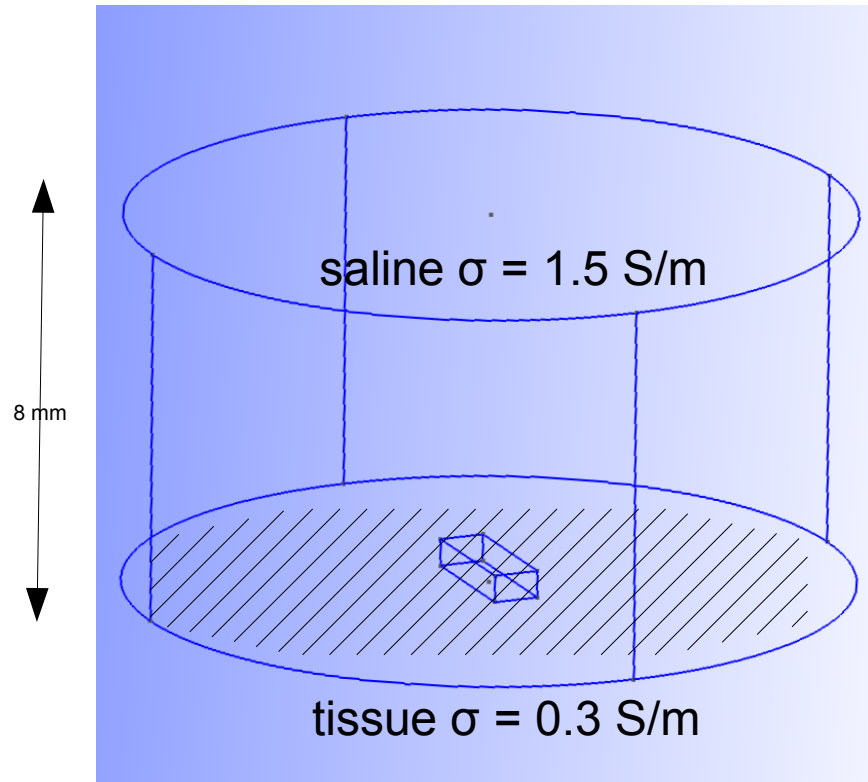 saline σ = 1.5 S/m
8 mm
tissue σ = 0.3 S/m